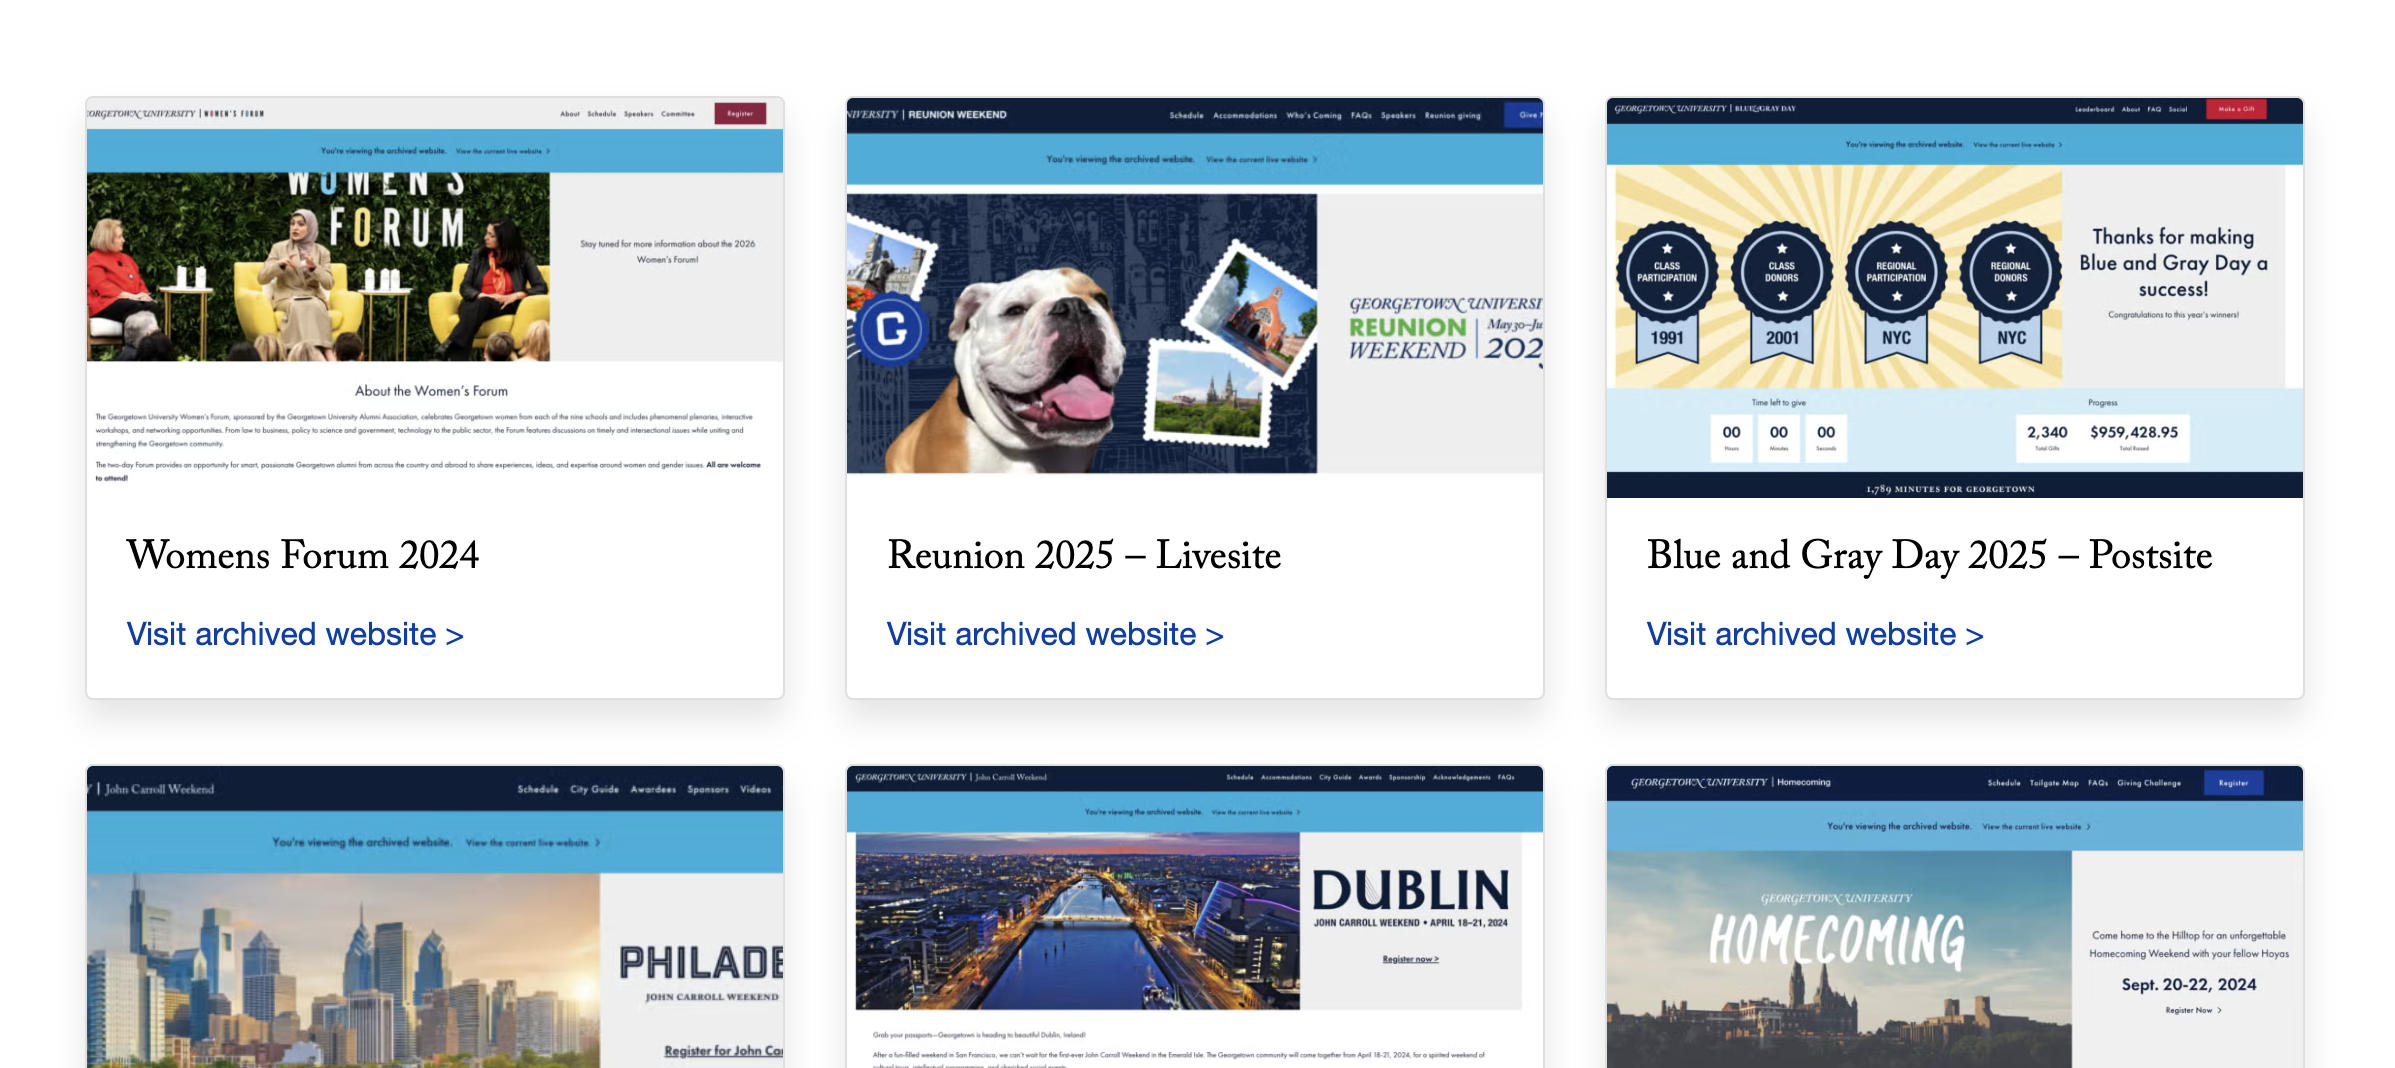 ORGETOWN UNIVERSITY | WOMEN'S FORUM
About Schedule Speakers Committee Register
You're viewing the archived website. View the current live website >
WOMEN'S
FORUM
Stay tuned for more information about the 2026
Women's Forum!
About the Women's Forum
The Georgetown University Women's Forum, sponsored by the Georgetown University Alumni Association, celebrates Georgetown women from each of the nine schools and includes phenomenal plenaries, interactive
workshops, and networking opportunities. From law to business, policy to science and government, technology to the public sector, the Forum features discussions on timely and intersectional issues while uniting and
strengthening the Georgetown community.
The two-day Forum provides an opportunity for smart, passionate Georgetown alumni from across the country and abroad to share experiences, ideas, and expertise around women and gender issues. All are welcome
to attend!
Womens Forum 2024
Visit archived website >
NIVERSITY | REUNION WEEKEND
Schedule Accommodations Who's Coming FAQs Speakers Reunion giving Give
You're viewing the archived website. View the current live website >
G
GEORGETOWN UNIVERSI
REUNION
WEEKEND
May 30–Ju
202
Reunion 2025 – Livesite
Visit archived website >
GEORGETOWN UNIVERSITY | BLUE & GRAY DAY
Leaderboard About FAQ Social Make a Gift
You're viewing the archived website. View the current live website >
CLASS
PARTICIPATION
1991
CLASS
DONORS
2001
REGIONAL
PARTICIPATION
NYC
REGIONAL
DONORS
NYC
Thanks for making
Blue and Gray Day a
success!
Congratulations to this year's winners!
Time left to give
00 00 00
Hours Minutes Seconds
Progress
2,340 $959,428.95
Total Gifts Total Raised
1,789 MINUTES FOR GEORGETOWN
Blue and Gray Day 2025 – Postsite
Visit archived website >
Y | John Carroll Weekend
Schedule City Guide Awardees Sponsors Videos
You're viewing the archived website. View the current live website >
PHILADE
JOHN CARROLL WEEKEND
Register for John Ca
GEORGETOWN UNIVERSITY | John Carroll Weekend
Schedule Accommodations City Guide Awards Sponsorship Acknowledgements FAQs
You're viewing the archived website. View the current live website >
DUBLIN
JOHN CARROLL WEEKEND • APRIL 18–21, 2024
Register now >
Grab your passports—Georgetown is heading to beautiful Dublin, Ireland!
After a fun-filled weekend in San Francisco, we can't wait for the first-ever John Carroll Weekend in the Emerald Isle. The Georgetown community will come together from April 18-21, 2024, for a spirited weekend of
cultural tours, intellectual programming, and cherished social events.
GEORGETOWN UNIVERSITY | Homecoming
Schedule Tailgate Map FAQs Giving Challenge Register
You're viewing the archived website. View the current live website >
GEORGETOWN UNIVERSITY
HOMECOMING
Come home to the Hilltop for an unforgettable
Homecoming Weekend with your fellow Hoyas
Sept. 20-22, 2024
Register Now >